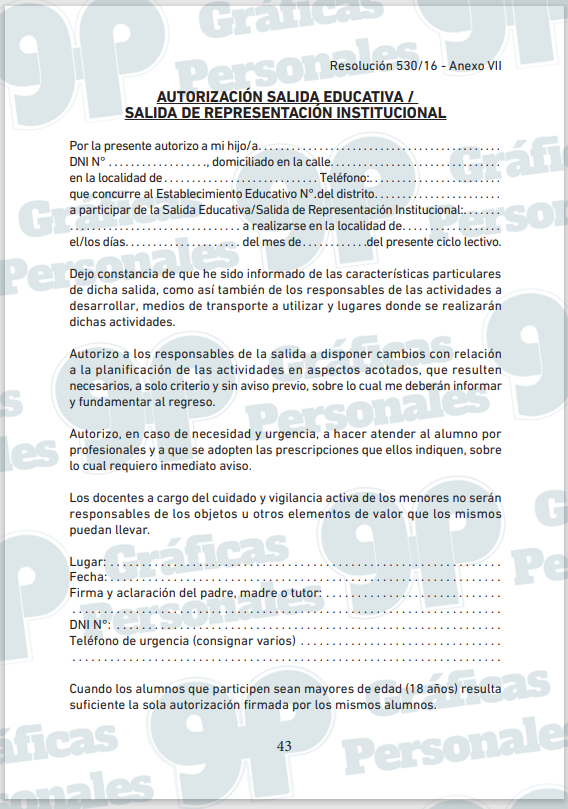 Resolución 530/16 - Anexo VII
AUTORIZACIÓN SALIDA EDUCATIVA /
SALIDA DE REPRESENTACIÓN INSTITUCIONAL
Por la presente autorizo a mi hijo/a. . . . . . . . . . . . . . . . . . . . . . . . . . . . . . . . . . . .
DNI N° . . . . . . . . . . . . . . . ., domiciliado en la calle. . . . . . . . . . . . . . . . . . . . . . . . .
en la localidad de . . . . . . . . . . . . . . . . . . . . . . . Teléfono:. . . . . . . . . . . . . . . . . . . .
que concurre al Establecimiento Educativo N°.del distrito. . . . . . . . . . . . . . . . . . .
a participar de la Salida Educativa/Salida de Representación Institucional:. . . . . .
. . . . . . . . . . . . . . . . . . . . . . . . . a realizarse en la localidad de. . . . . . . . . . . . . . .
el/los días. . . . . . . . . . . . . . . . . del mes de . . . . . . . . . .del presente ciclo lectivo.
Dejo constancia de que he sido informado de las características particulares
de dicha salida, como así también de los responsables de las actividades a
desarrollar, medios de transporte a utilizar y lugares donde se realizarán
dichas actividades.
Autorizo a los responsables de la salida a disponer cambios con relación
a la planificación de las actividades en aspectos acotados, que resulten
necesarios, a solo criterio y sin aviso previo, sobre lo cual me deberán informar
y fundamentar al regreso.
Autorizo, en caso de necesidad y urgencia, a hacer atender al alumno por
profesionales y a que se adopten las prescripciones que ellos indiquen, sobre
lo cual requiero inmediato aviso.
Los docentes a cargo del cuidado y vigilancia activa de los menores no serán
responsables de los objetos u otros elementos de valor que los mismos
puedan llevar.
Lugar: . . . . . . . . . . . . . . . . . . . . . . . . . . . . . . . . . . . . . . . . . . . . . . . . . . . . . . .
Fecha: . . . . . . . . . . . . . . . . . . . . . . . . . . . . . . . . . . . . . . . . . . . . . . . . . . . . . . .
Firma y aclaración del padre, madre o tutor: . . . . . . . . . . . . . . . . . . . . . . . . .
. . . . . . . . . . . . . . . . . . . . . . . . . . . . . . . . . . . . . . . . . . . . . . . . . . . . . . . . . . .
DNI N°: . . . . . . . . . . . . . . . . . . . . . . . . . . . . . . . . . . . . . . . . . . . . . . . . . . . . . .
Teléfono de urgencia (consignar varios) . . . . . . . . . . . . . . . . . . . . . . . . . . . . .
. . . . . . . . . . . . . . . . . . . . . . . . . . . . . . . . . . . . . . . . . . . . . . . . . . . . . . . . . . . .
Cuando los alumnos que participen sean mayores de edad (18 años) resulta
suficiente la sola autorización firmada por los mismos alumnos.
43
gp Gráficas
Personales